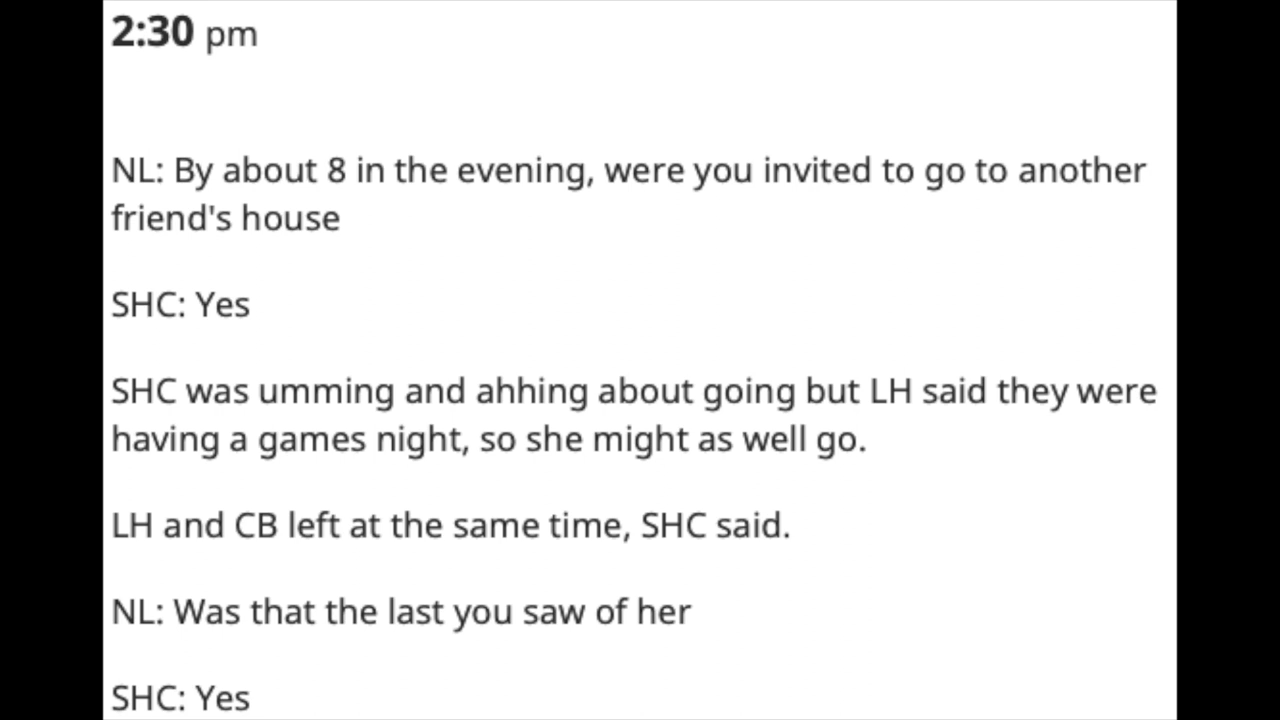 2:30 pm
NL: By about 8 in the evening, were you invited to go to another
friend's house
SHC: Yes
SHC was umming and ahhing about going but LH said they were
having a games night, so she might as well go.
LH and CB left at the same time, SHC said.
NL: Was that the last you saw of her
SHC: Yes